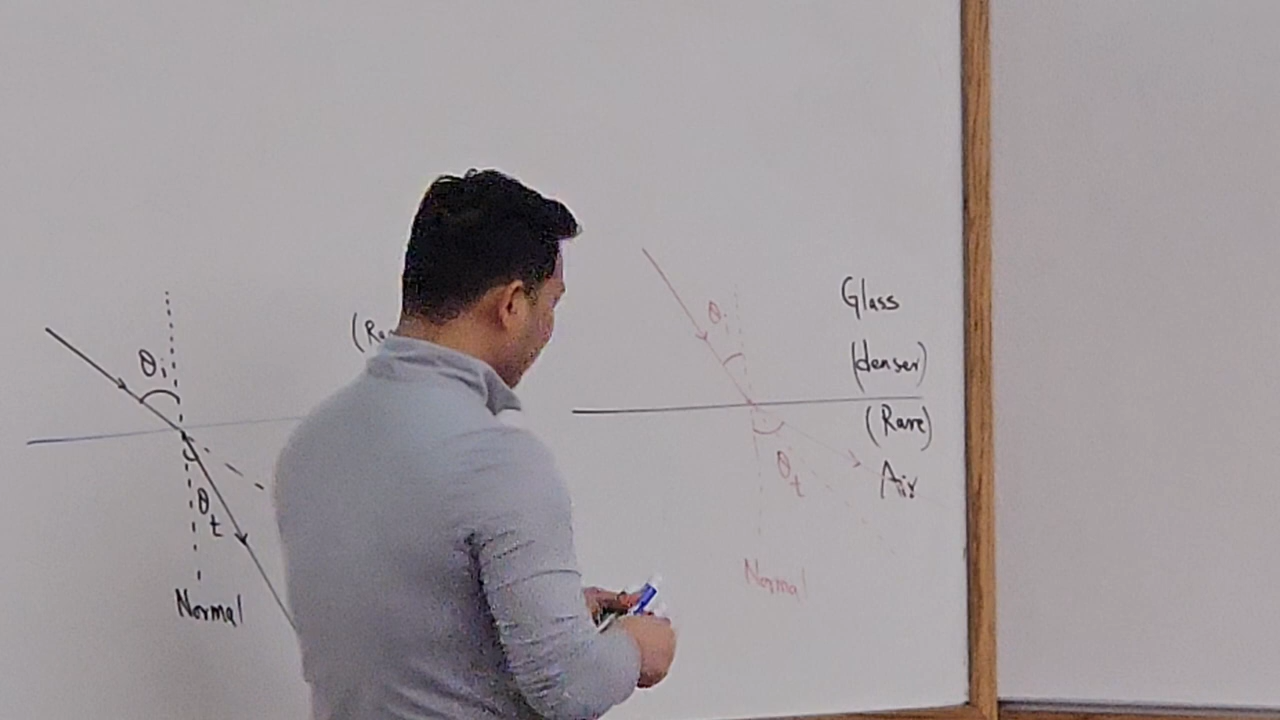 θi
θt
Normal
θi
θt
Normal
Glass
(denser)
(Rare)
Air